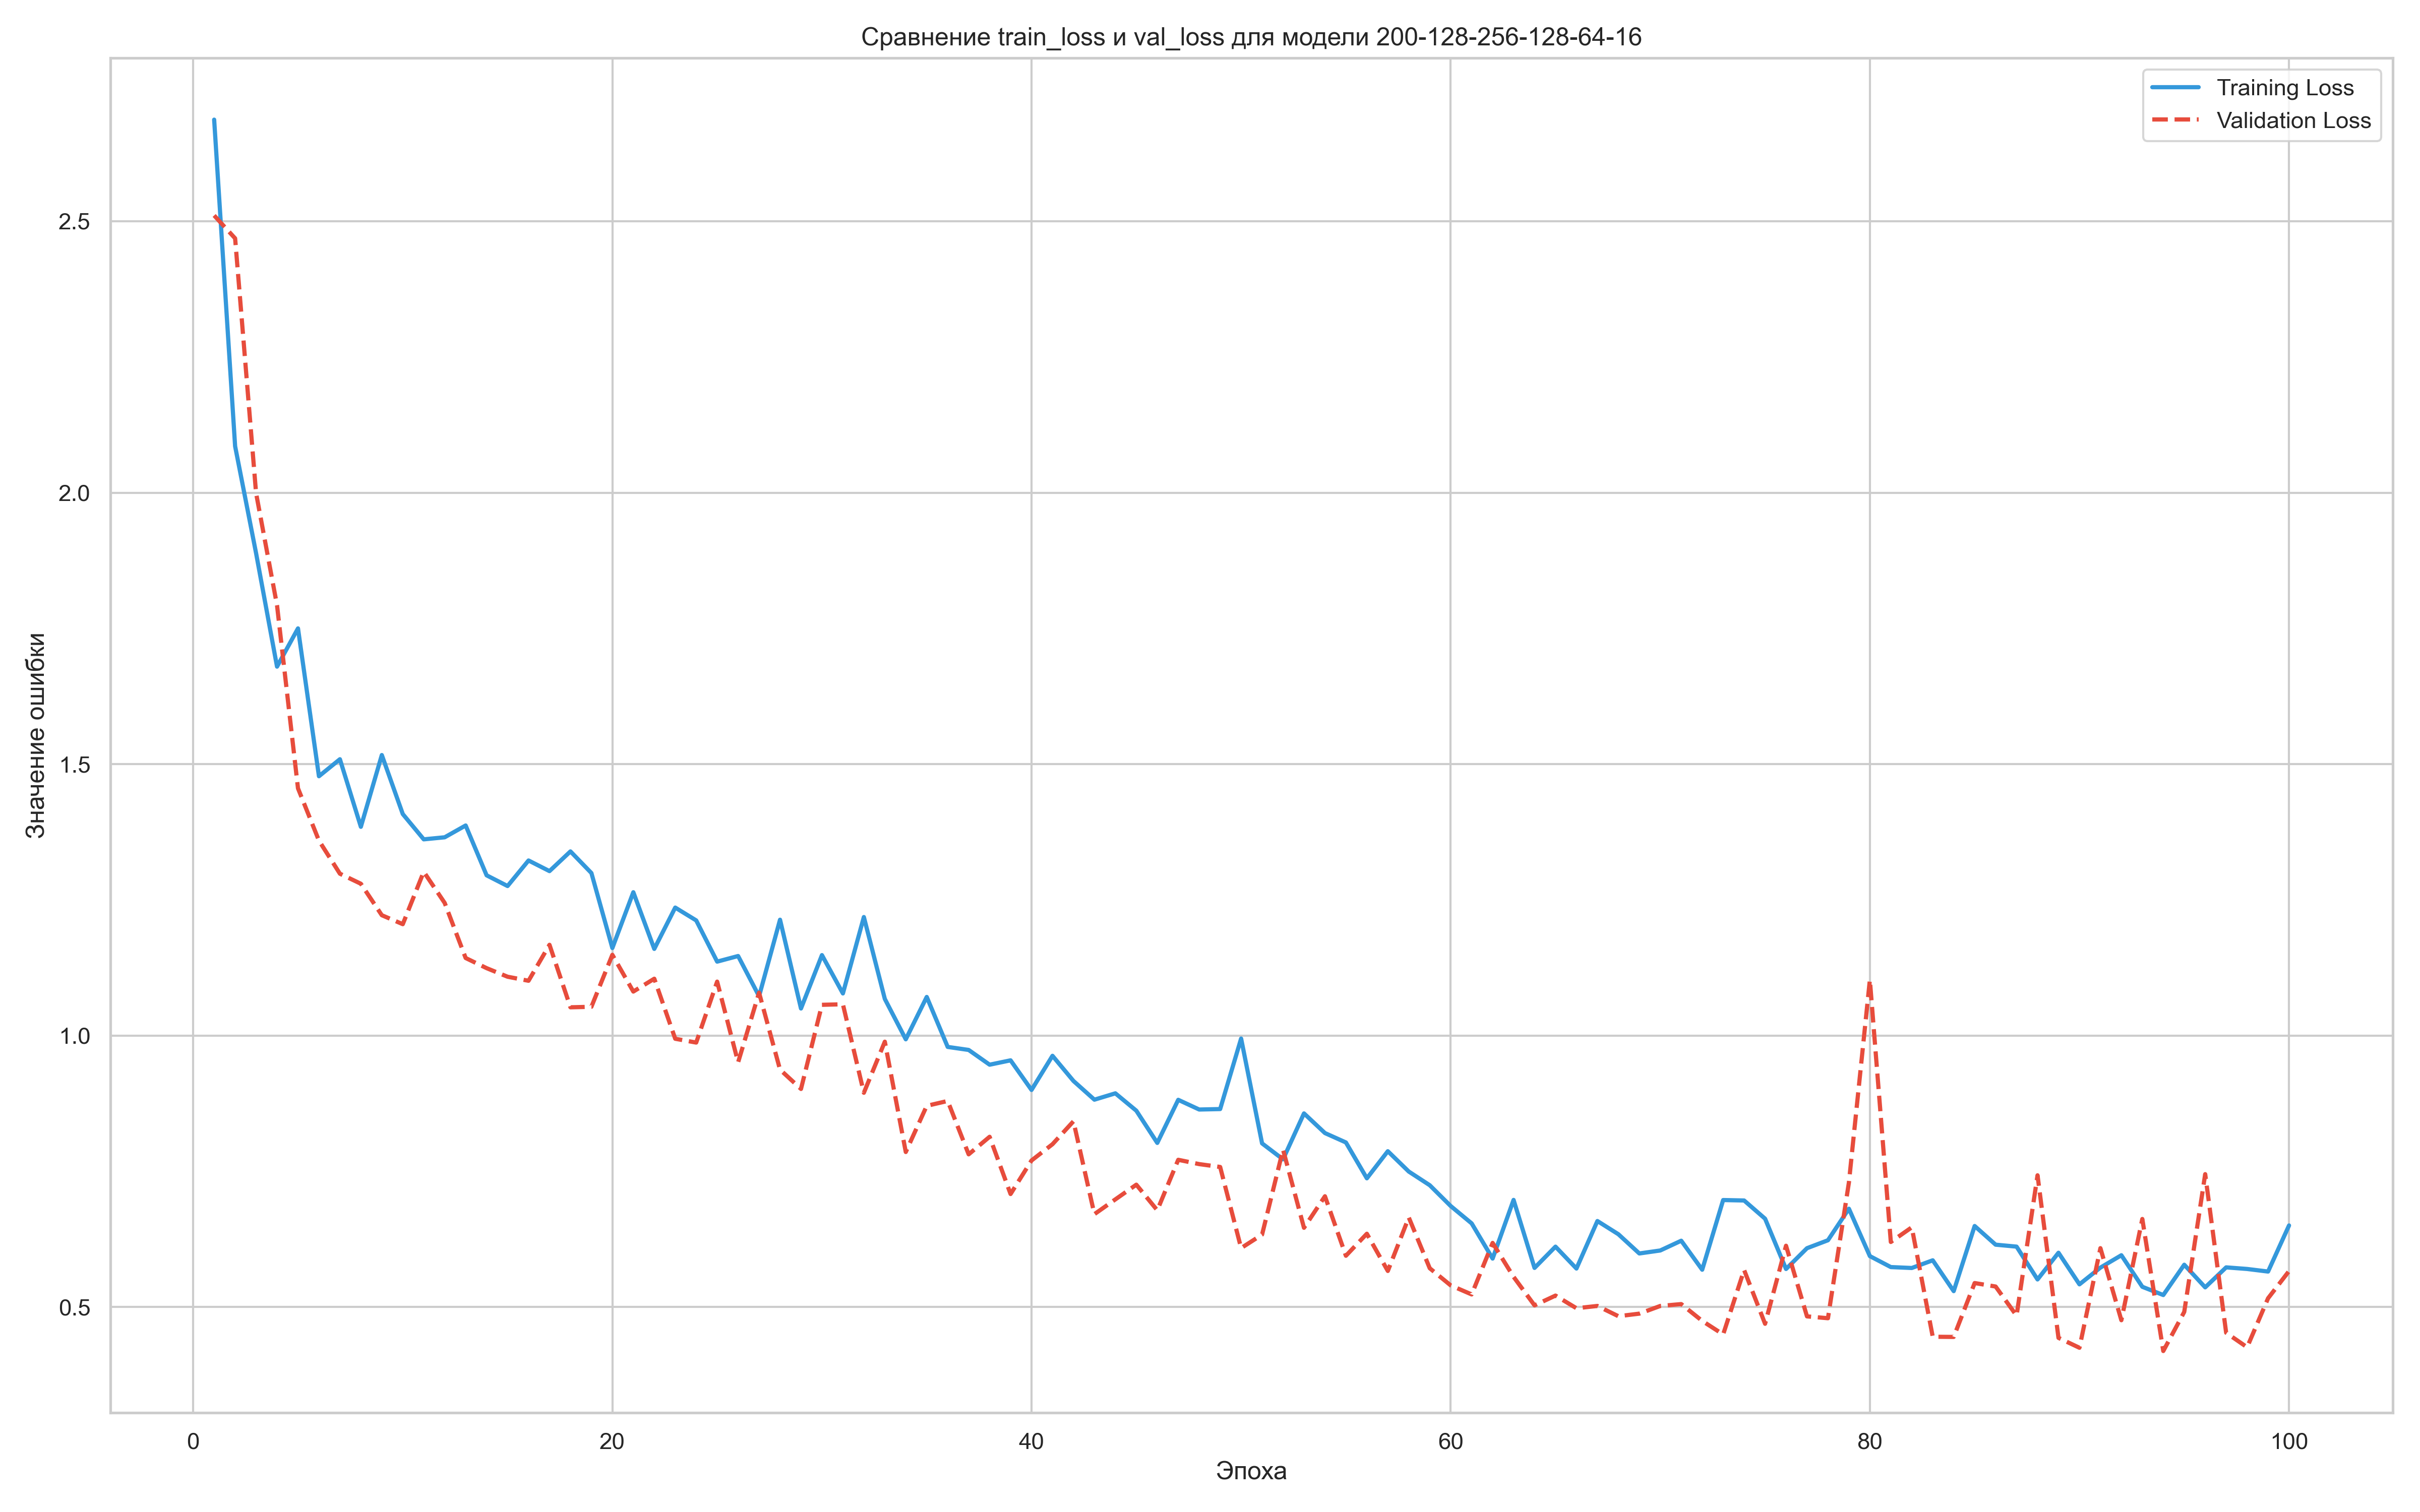 Сравнение train_loss и val_loss для модели 200-128-256-128-64-16
Training Loss
Validation Loss
Значение ошибки
2.5
2.0
1.5
1.0
0.5
0 20 40 60 80 100
Эпоха